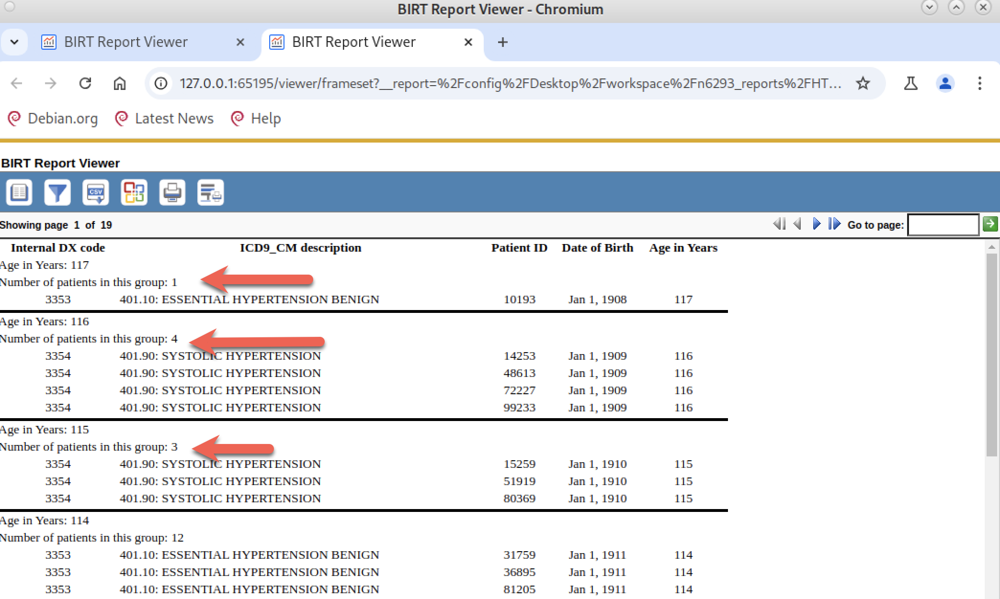 BIRT Report Viewer - Chromium
BIRT Report Viewer BIRT Report Viewer
127.0.0.1:65195/viewer/frameset?__report=%2Fconfig%2FDesktop%2Fworkspace%2Fn6293_reports%2FHT...
Debian.org Latest News Help
BIRT Report Viewer
CSV
Showing page 1 of 19 Go to page:
Internal DX code ICD9_CM description Patient ID Date of Birth Age in Years
Age in Years: 117
Number of patients in this group: 1
3353 401.10: ESSENTIAL HYPERTENSION BENIGN 10193 Jan 1, 1908 117
Age in Years: 116
Number of patients in this group: 4
3354 401.90: SYSTOLIC HYPERTENSION 14253 Jan 1, 1909 116
3354 401.90: SYSTOLIC HYPERTENSION 48613 Jan 1, 1909 116
3354 401.90: SYSTOLIC HYPERTENSION 72227 Jan 1, 1909 116
3354 401.90: SYSTOLIC HYPERTENSION 99233 Jan 1, 1909 116
Age in Years: 115
Number of patients in this group: 3
3354 401.90: SYSTOLIC HYPERTENSION 15259 Jan 1, 1910 115
3354 401.90: SYSTOLIC HYPERTENSION 51919 Jan 1, 1910 115
3354 401.90: SYSTOLIC HYPERTENSION 80369 Jan 1, 1910 115
Age in Years: 114
Number of patients in this group: 12
3353 401.10: ESSENTIAL HYPERTENSION BENIGN 31759 Jan 1, 1911 114
3353 401.10: ESSENTIAL HYPERTENSION BENIGN 36895 Jan 1, 1911 114
3353 401.10: ESSENTIAL HYPERTENSION BENIGN 81205 Jan 1, 1911 114